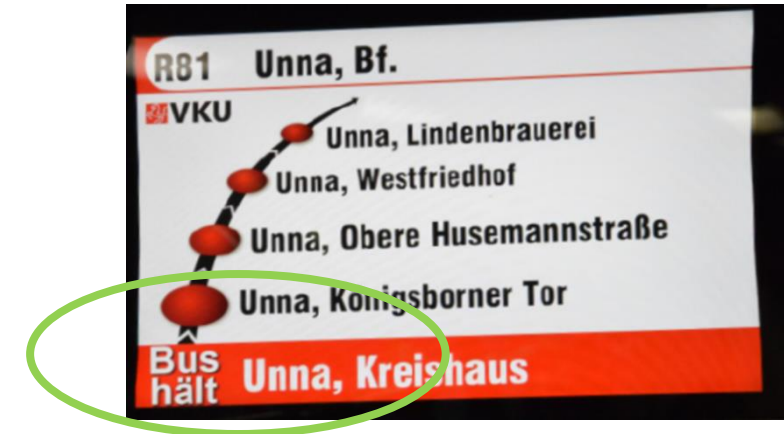 R81 Unna, Bf.
VKU
Unna, Lindenbrauerei
Unna, Westfriedhof
Unna, Obere Husemannstraße
Unna, Königsborner Tor
Bus hält Unna, Kreishaus